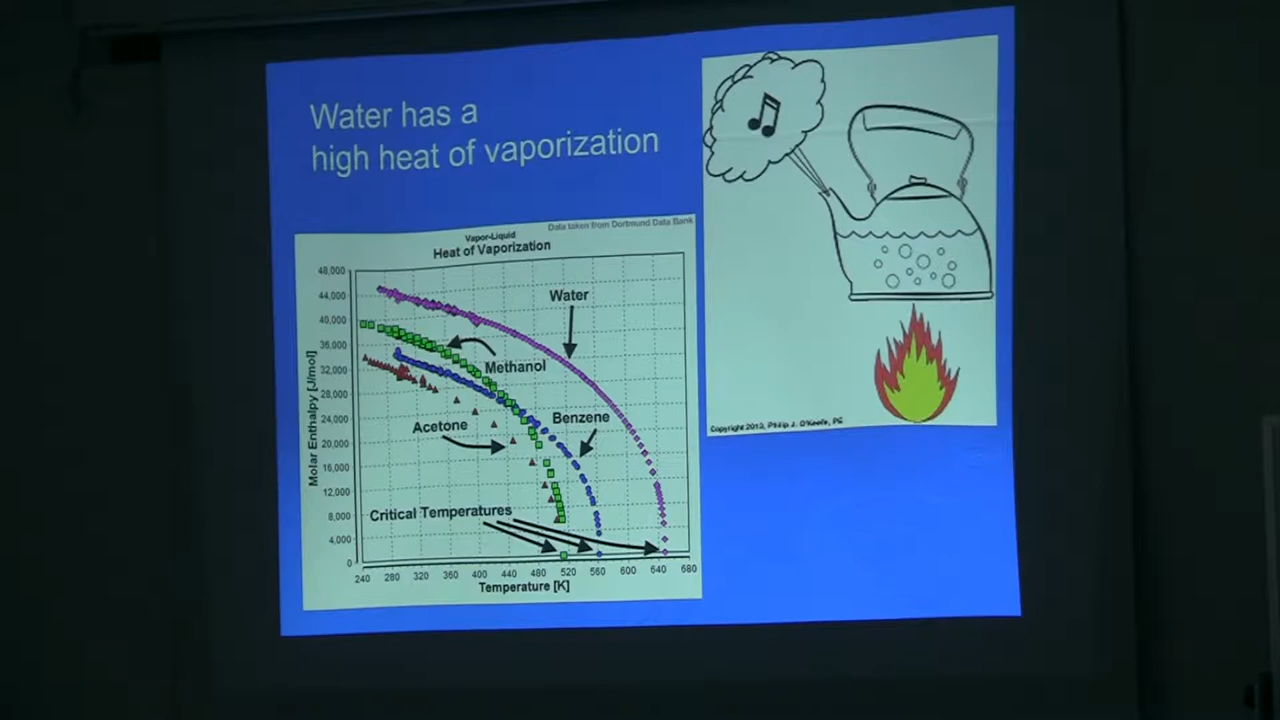 Water has a
high heat of vaporization
Data taken from Dortmund Data Bank
Vapor-Liquid
Heat of Vaporization
48,000
44,000
40,000
36,000
32,000
28,000
24,000
20,000
16,000
12,000
8,000
4,000
0
Molar Enthalpy [J/mol]
Water
Methanol
Benzene
Acetone
Critical Temperatures
240 280 320 360 400 440 480 520 560 600 640 680
Temperature [K]
Copyright 2013, Philip J. O'Keefe, PE